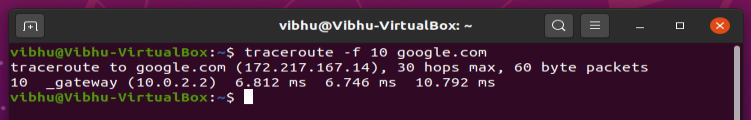 vibhu@Vibhu-VirtualBox: ~
vibhu@Vibhu-VirtualBox:~$ traceroute -f 10 google.com
traceroute to google.com (172.217.167.14), 30 hops max, 60 byte packets
10  _gateway (10.0.2.2)  6.812 ms  6.746 ms  10.792 ms
vibhu@Vibhu-VirtualBox:~$